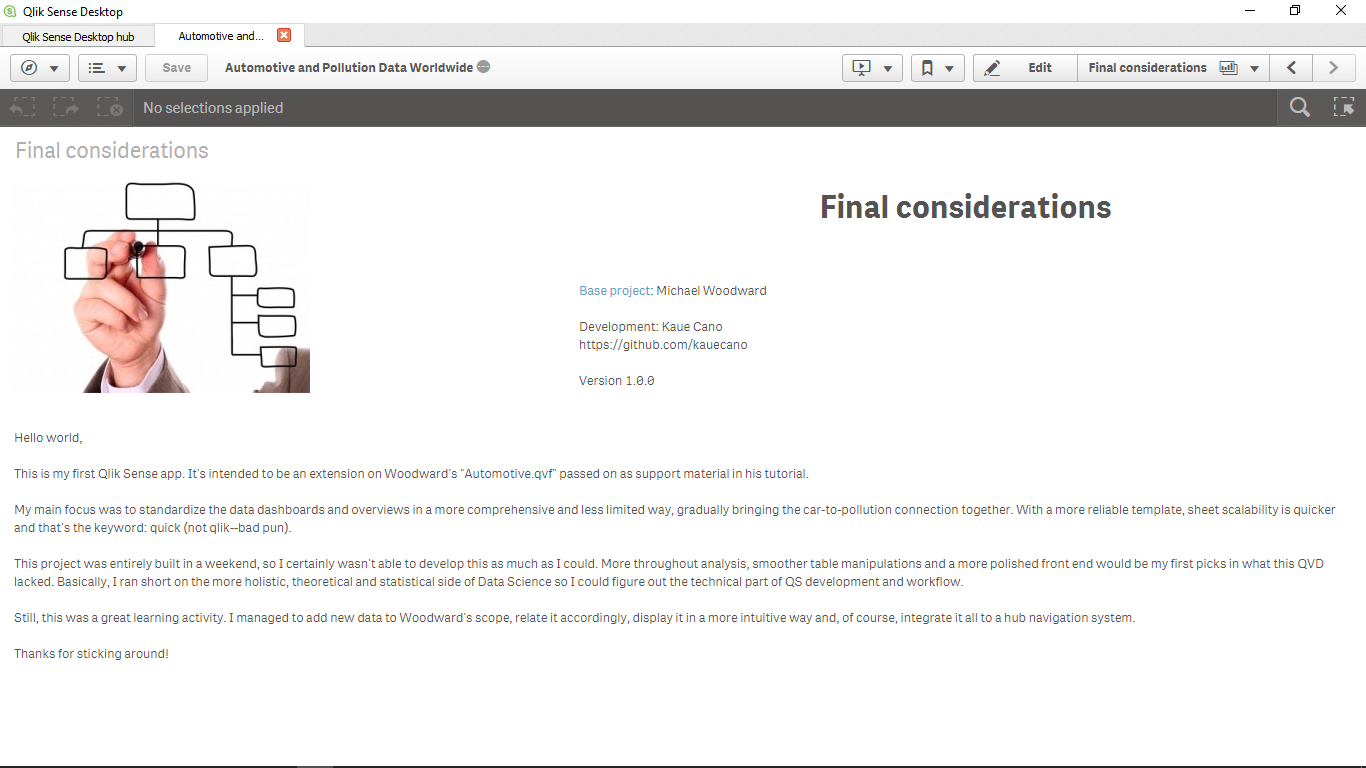 Qlik Sense Desktop
Qlik Sense Desktop hub
Automotive and...
Save
Automotive and Pollution Data Worldwide
Edit
Final considerations
No selections applied
Final considerations
Final considerations
Base project: Michael Woodward
Development: Kaue Cano
https://github.com/kauecano
Version 1.0.0
Hello world,
This is my first Qlik Sense app. It's intended to be an extension on Woodward's "Automotive.qvf" passed on as support material in his tutorial.
My main focus was to standardize the data dashboards and overviews in a more comprehensive and less limited way, gradually bringing the car-to-pollution connection together. With a more reliable template, sheet scalability is quicker
and that's the keyword: quick (not qlik--bad pun).
This project was entirely built in a weekend, so I certainly wasn't able to develop this as much as I could. More throughout analysis, smoother table manipulations and a more polished front end would be my first picks in what this QVD
lacked. Basically, I ran short on the more holistic, theoretical and statistical side of Data Science so I could figure out the technical part of QS development and workflow.
Still, this was a great learning activity. I managed to add new data to Woodward's scope, relate it accordingly, display it in a more intuitive way and, of course, integrate it all to a hub navigation system.
Thanks for sticking around!